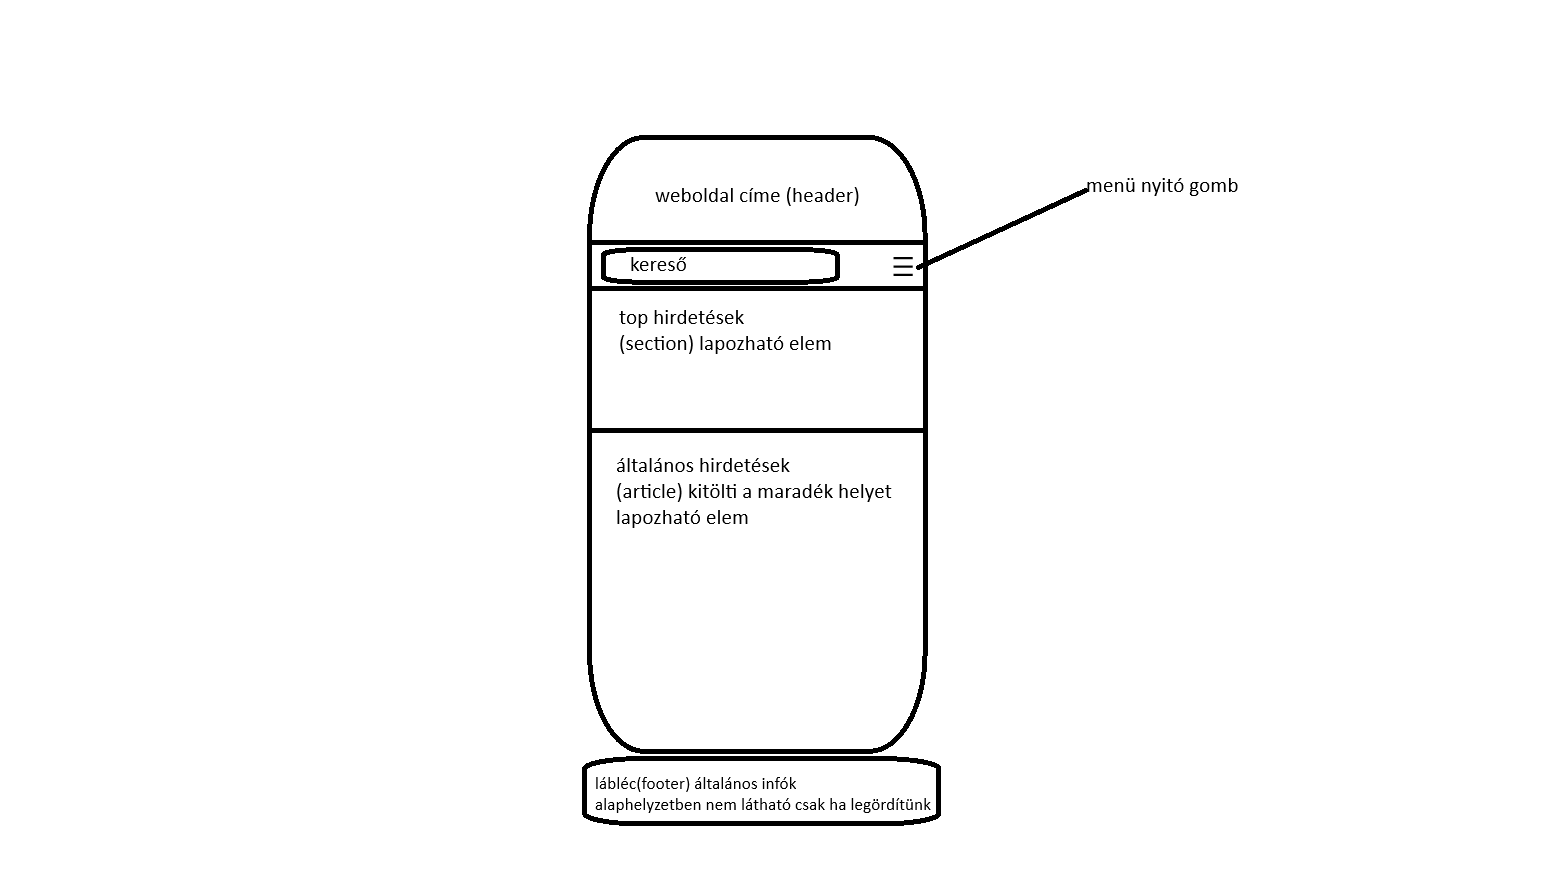 weboldal címe (header)
menü nyitó gomb
kereső
top hirdetések
(section) lapozható elem
általános hirdetések
(article) kitölti a maradék helyet
lapozható elem
lábléc(footer) általános infók
alaphelyzetben nem látható csak ha legördítünk